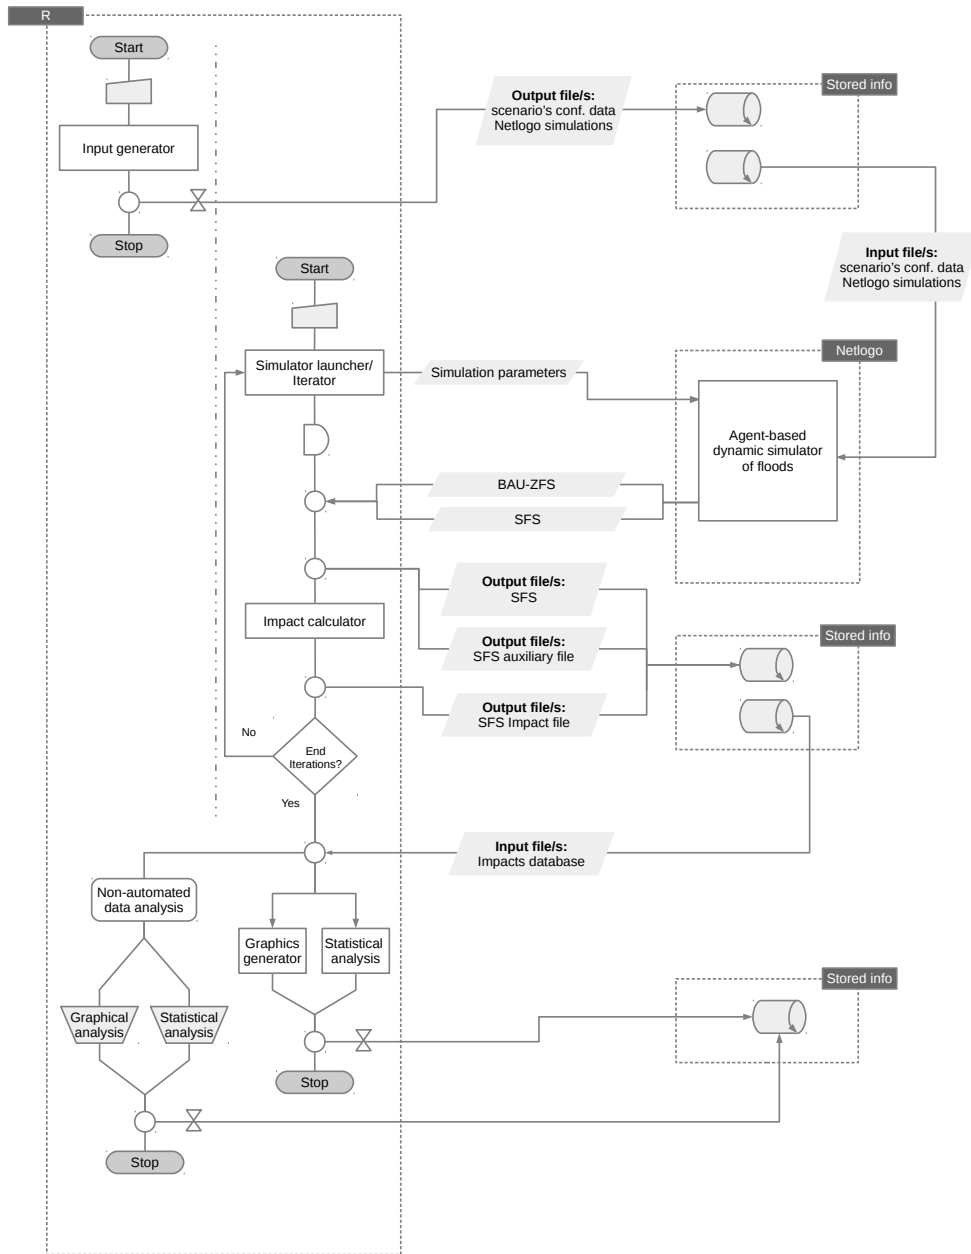 R
Start
Input generator
Stop
Output file/s:
scenario's conf. data
Netlogo simulations
Stored info
Input file/s:
scenario's conf. data
Netlogo simulations
Start
Simulator launcher/
Iterator
Simulation parameters
Netlogo
Agent-based
dynamic simulator
of floods
BAU-ZFS
SFS
Output file/s:
SFS
Impact calculator
Output file/s:
SFS auxiliary file
Stored info
Output file/s:
SFS Impact file
No
End
Iterations?
Yes
Input file/s:
Impacts database
Non-automated
data analysis
Graphics
generator
Statistical
analysis
Graphical
analysis
Statistical
analysis
Stored info
Stop
Stop